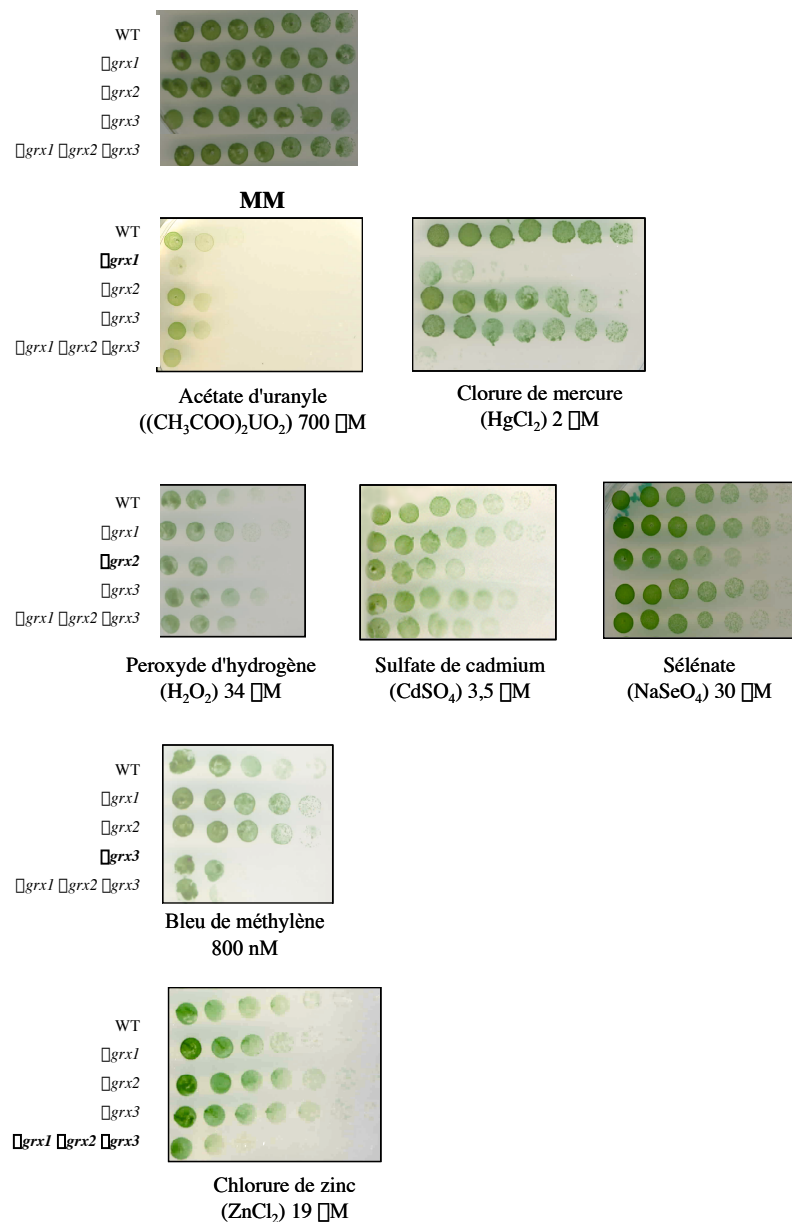 WT
▯grx1
▯grx2
▯grx3
▯grx1 ▯grx2 ▯grx3
MM
WT
▯grx1
▯grx2
▯grx3
▯grx1 ▯grx2 ▯grx3
Acétate d'uranyle
((CH₃COO)₂UO₂) 700 ▯M
Clorure de mercure
(HgCl₂) 2 ▯M
WT
▯grx1
▯grx2
▯grx3
▯grx1 ▯grx2 ▯grx3
Peroxyde d'hydrogène
(H₂O₂) 34 ▯M
Sulfate de cadmium
(CdSO₄) 3,5 ▯M
Sélénate
(NaSeO₄) 30 ▯M
WT
▯grx1
▯grx2
▯grx3
▯grx1 ▯grx2 ▯grx3
Bleu de méthylène
800 nM
WT
▯grx1
▯grx2
▯grx3
▯grx1 ▯grx2 ▯grx3
Chlorure de zinc
(ZnCl₂) 19 ▯M